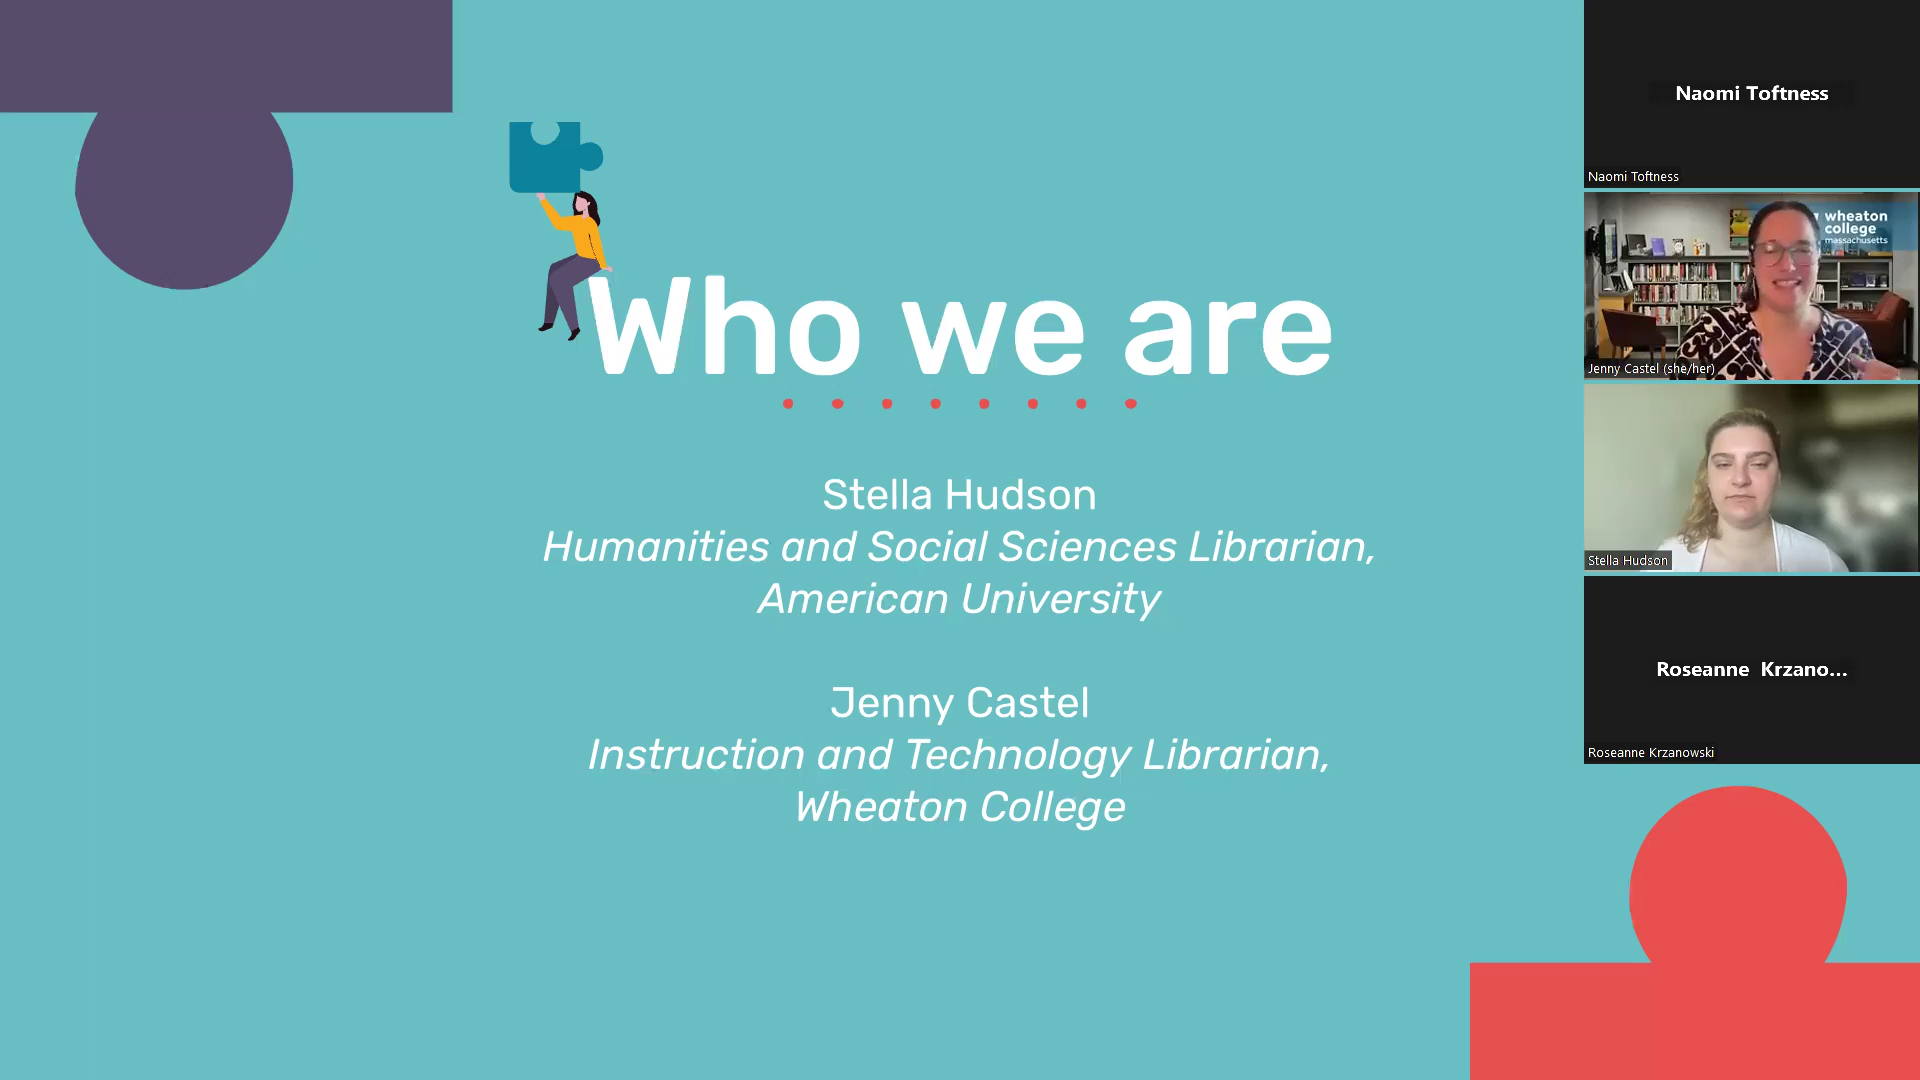 Who we are
Stella Hudson
Humanities and Social Sciences Librarian,
American University
Jenny Castel
Instruction and Technology Librarian,
Wheaton College
Naomi Toftness
Naomi Toftness
wheaton
college
massachusetts
Jenny Castel (she/her)
Stella Hudson
Roseanne Krzano...
Roseanne Krzanowski